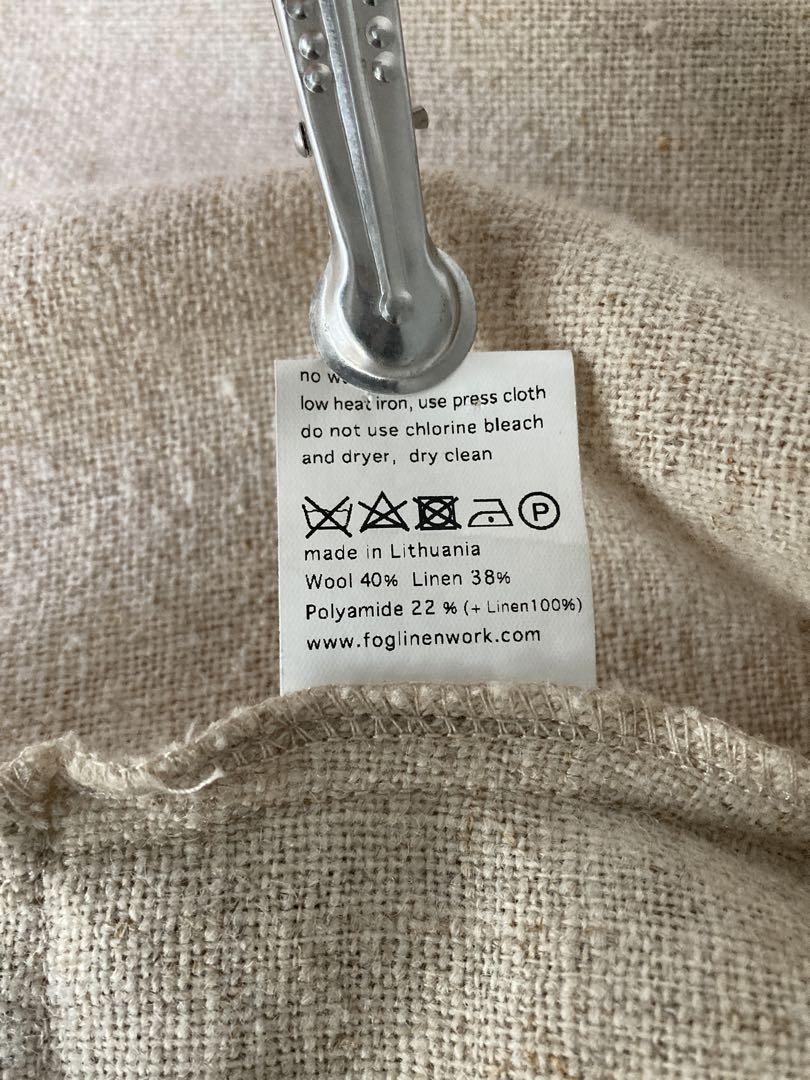 no
low heat iron, use press cloth
do not use chlorine bleach
and dryer, dry clean
P
made in Lithuania
Wool 40% Linen 38%
Polyamide 22 % (+ Linen100%)
www.foglinenwork.com